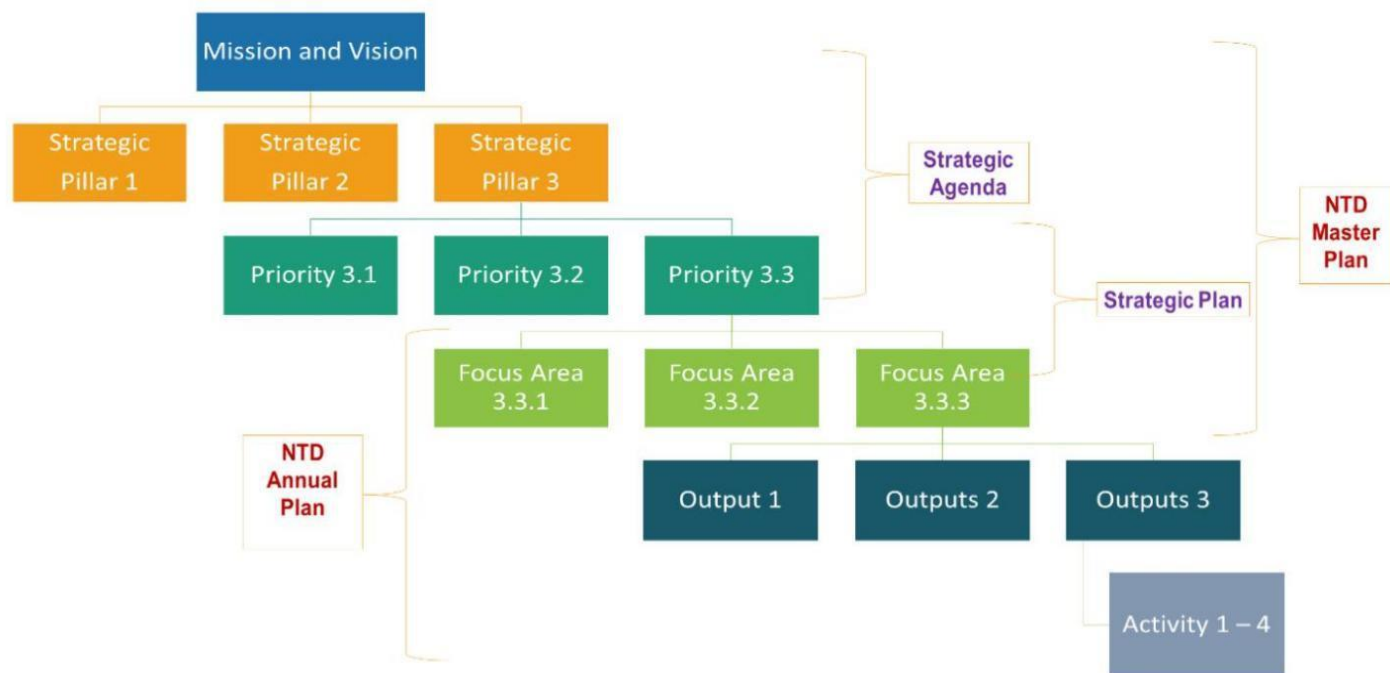 Mission and Vision
Strategic
Pillar 1
Strategic
Pillar 2
Strategic
Pillar 3
Strategic
Agenda
NTD
Master
Plan
Priority 3.1
Priority 3.2
Priority 3.3
Strategic Plan
Focus Area
3.3.1
Focus Area
3.3.2
Focus Area
3.3.3
NTD
Annual
Plan
Output 1
Outputs 2
Outputs 3
Activity 1 – 4